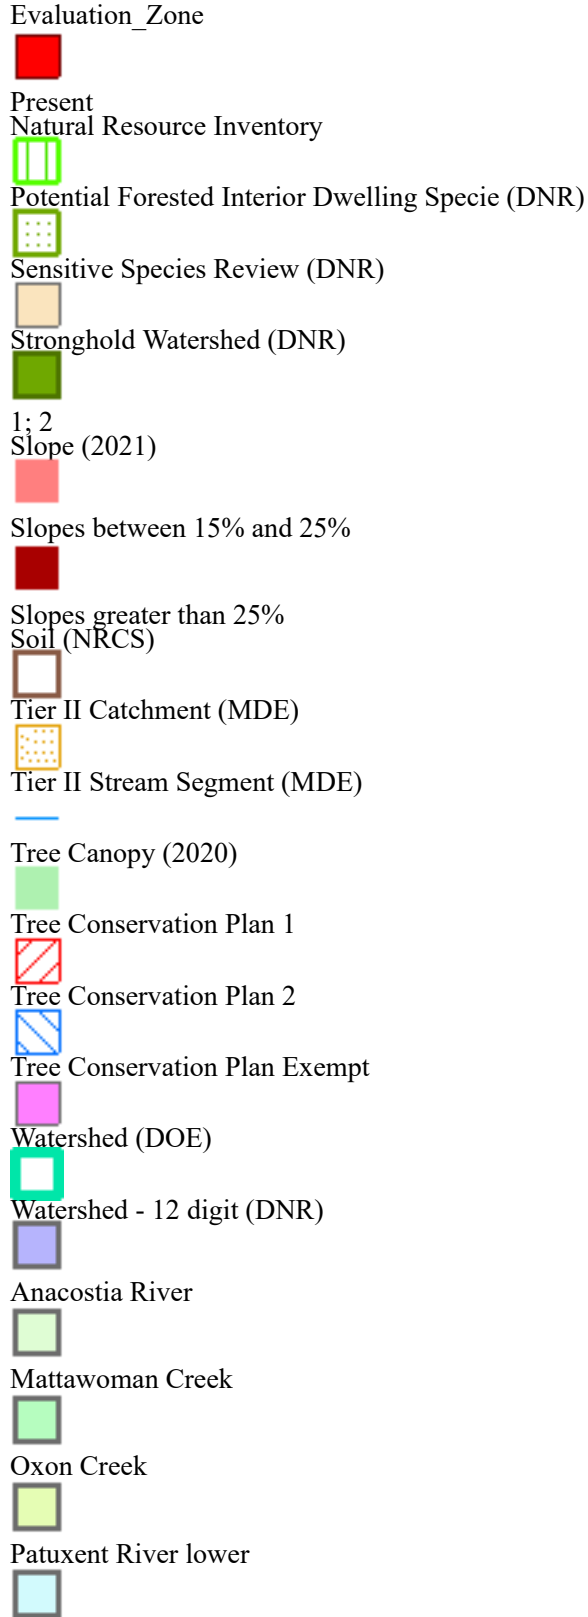 Evaluation_Zone
Present
Natural Resource Inventory
Potential Forested Interior Dwelling Specie (DNR)
Sensitive Species Review (DNR)
Stronghold Watershed (DNR)
1; 2
Slope (2021)
Slopes between 15% and 25%
Slopes greater than 25%
Soil (NRCS)
Tier II Catchment (MDE)
Tier II Stream Segment (MDE)
Tree Canopy (2020)
Tree Conservation Plan 1
Tree Conservation Plan 2
Tree Conservation Plan Exempt
Watershed (DOE)
Watershed - 12 digit (DNR)
Anacostia River
Mattawoman Creek
Oxon Creek
Patuxent River lower